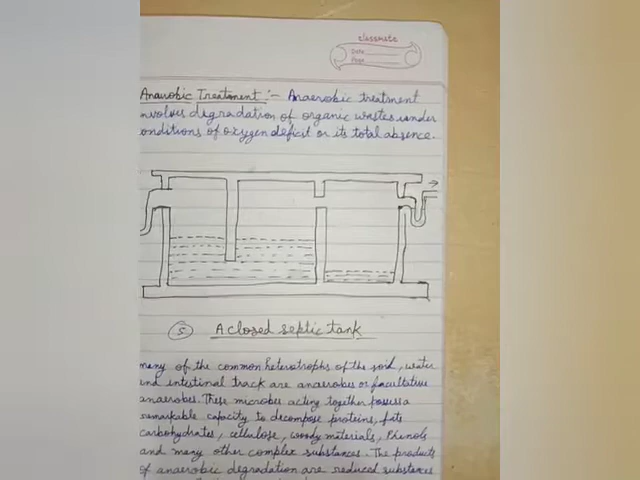 classmate
Date
Page
Anaerobic Treatment :- Anaerobic treatment
involves degradation of organic wastes under
conditions of oxygen deficit or its total absence.
5 A closed septic tank
many of the common heterotrophs of the soil, water
and intestinal track are anaerobes or facultative
anaerobes. These microbes acting together possess a
remarkable capacity to decompose proteins, fats
carbohydrates, cellulose, woody materials, Phenols
and many other complex substances. The products
of anaerobic degradation are reduced substances